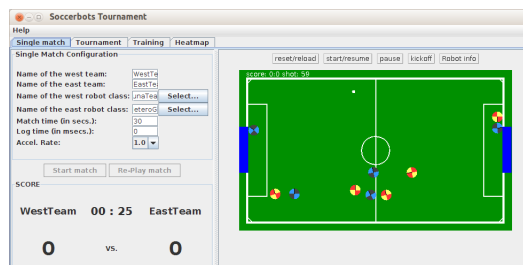 Soccerbots Tournament
Help
Single match Tournament Training Heatmap
Single Match Configuration
Name of the west team: WestTe
Name of the east team: EastTe
Name of the west robot class: unaTea Select...
Name of the east robot class: eteroG Select...
Match time (in secs.): 30
Log time (in msecs.): 0
Accel. Rate: 1.0
Start match Re-Play match
SCORE
WestTeam 00 : 25 EastTeam
0 vs. 0
reset/reload start/resume pause kickoff Robot info
score: 0:0 shot: 59